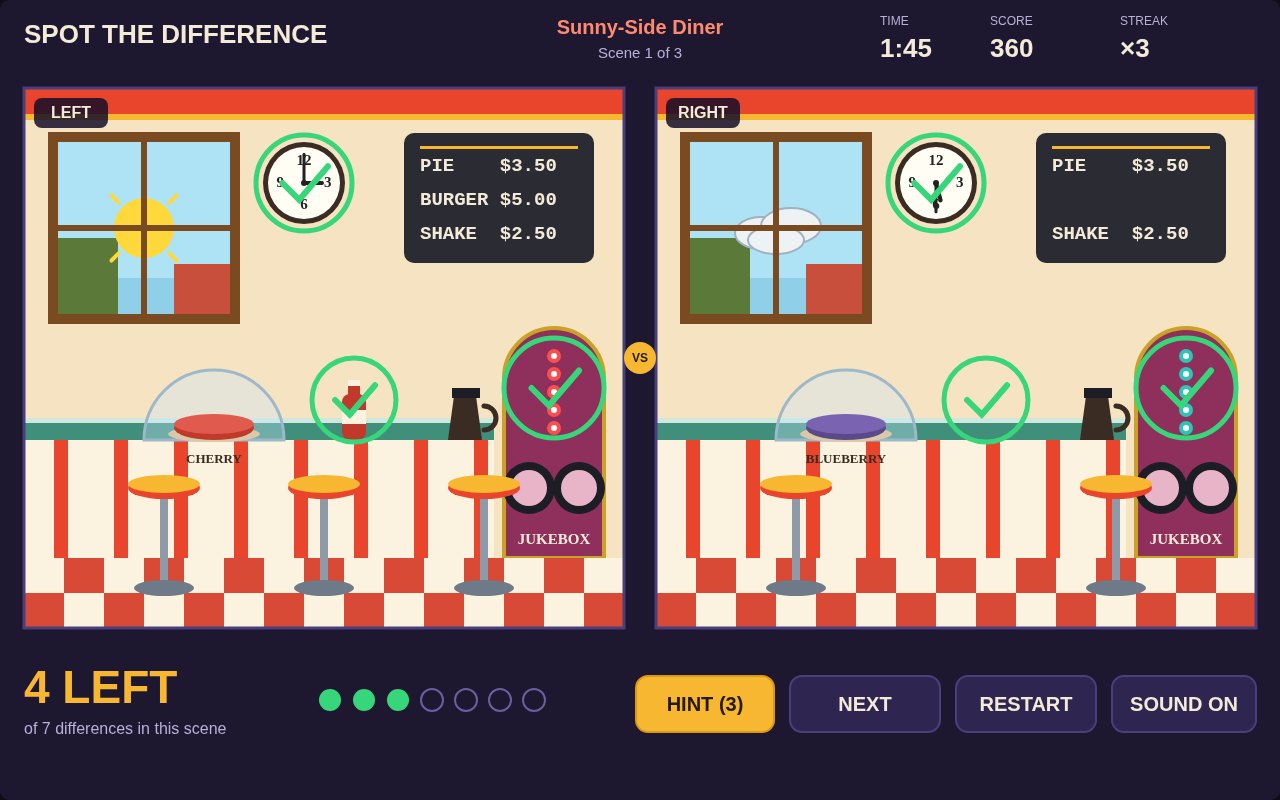 SPOT THE DIFFERENCE
Sunny-Side Diner
Scene 1 of 3
TIME
1:45
SCORE
360
STREAK
×3
LEFT
12
9 3
6
PIE $3.50
BURGER $5.00
SHAKE $2.50
CHERRY
JUKEBOX
VS
RIGHT
12
9 3
6
PIE $3.50
SHAKE $2.50
BLUEBERRY
JUKEBOX
4 LEFT
of 7 differences in this scene
HINT (3)
NEXT
RESTART
SOUND ON